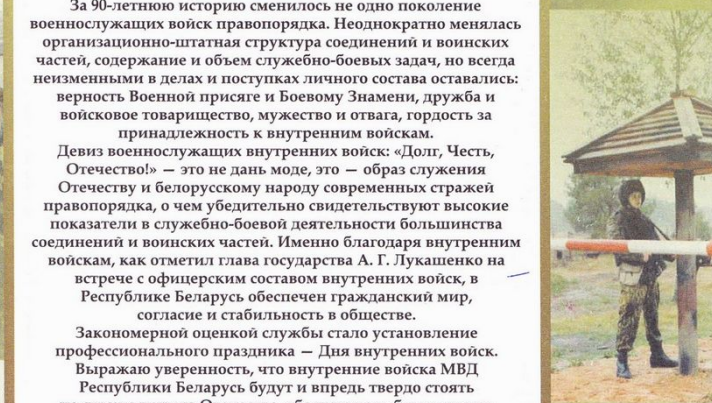 За 90-летнюю историю сменилось не одно поколение
военнослужащих войск правопорядка. Неоднократно менялась
организационно-штатная структура соединений и воинских
частей, содержание и объем служебно-боевых задач, но всегда
неизменными в делах и поступках личного состава оставались:
верность Военной присяге и Боевому Знамени, дружба и
войсковое товарищество, мужество и отвага, гордость за
принадлежность к внутренним войскам.
Девиз военнослужащих внутренних войск: «Долг, Честь,
Отечество!» — это не дань моде, это — образ служения
Отечеству и белорусскому народу современных стражей
правопорядка, о чем убедительно свидетельствуют высокие
показатели в служебно-боевой деятельности большинства
соединений и воинских частей. Именно благодаря внутренним
войскам, как отметил глава государства А. Г. Лукашенко на
встрече с офицерским составом внутренних войск, в
Республике Беларусь обеспечен гражданский мир,
согласие и стабильность в обществе.
Закономерной оценкой службы стало установление
профессионального праздника — Дня внутренних войск.
Выражаю уверенность, что внутренние войска МВД
Республики Беларусь будут и впредь твердо стоять